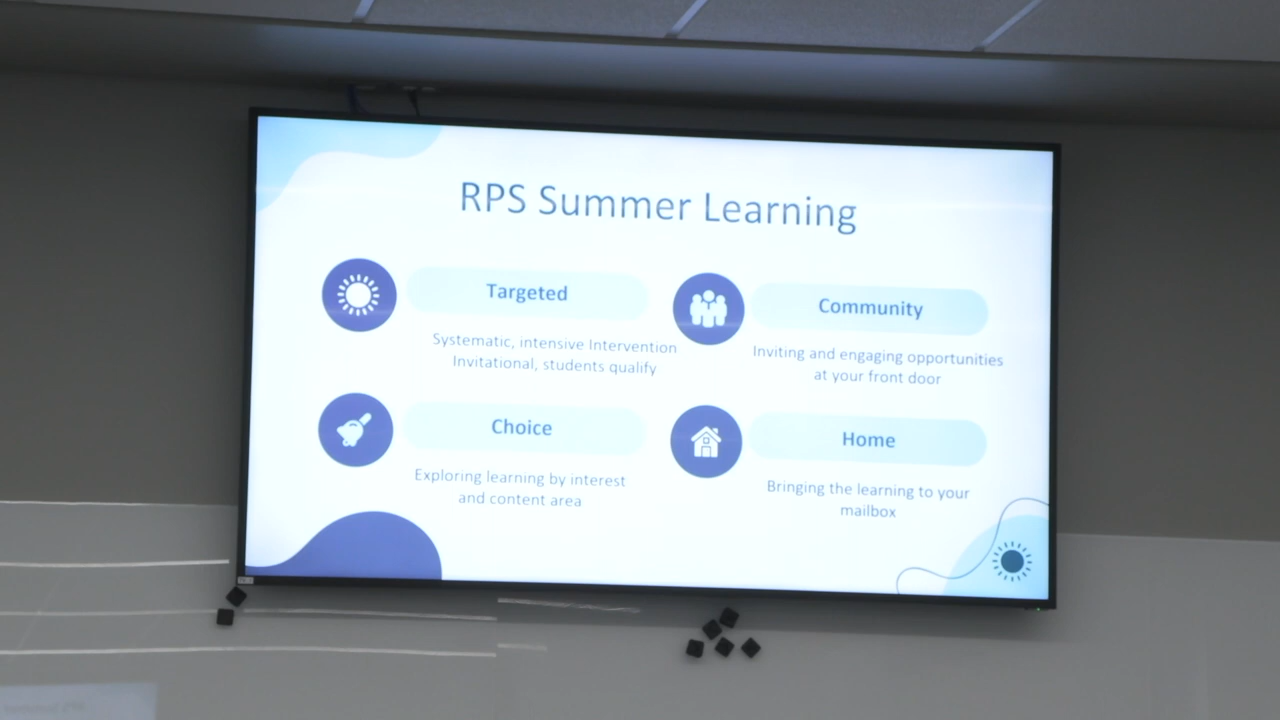 RPS Summer Learning
Targeted
Systematic, intensive Intervention
Invitational, students qualify
Community
Inviting and engaging opportunities
at your front door
Choice
Exploring learning by interest
and content area
Home
Bringing the learning to your
mailbox